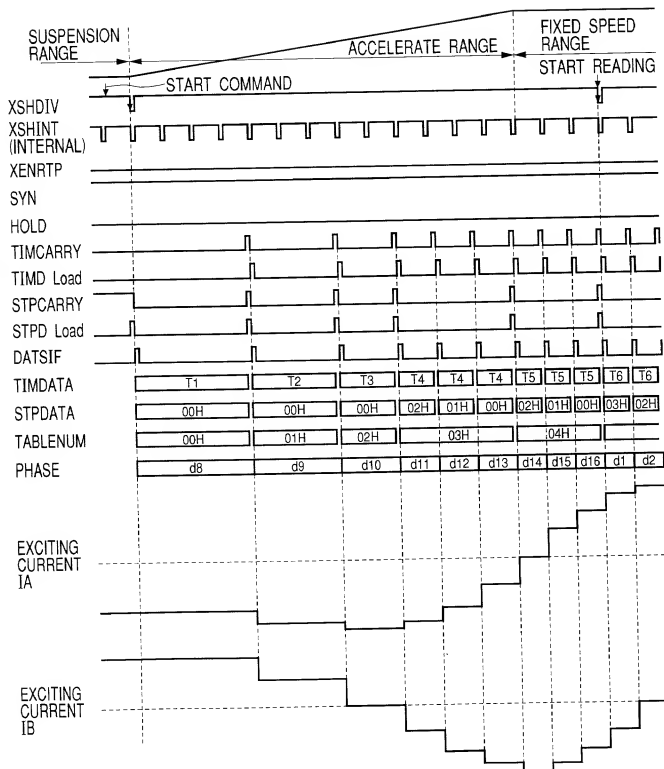 SUSPENSION
RANGE
ACCELERATE RANGE
FIXED SPEED
RANGE
START COMMAND
START READING
XSHDIV
XSHINT
(INTERNAL)
XENRTP
SYN
HOLD
TIMCARRY
TIMD Load
STPCARRY
STPD Load
DATSIF
TIMDATA T1 T2 T3 T4 T4 T4 T5 T5 T5 T6 T6
STPDATA 00H 00H 00H 02H 01H 00H 02H 01H 00H 03H 02H
TABLENUM 00H 01H 02H 03H 04H
PHASE d8 d9 d10 d11 d12 d13 d14 d15 d16 d1 d2
EXCITING
CURRENT
IA
EXCITING
CURRENT
IB